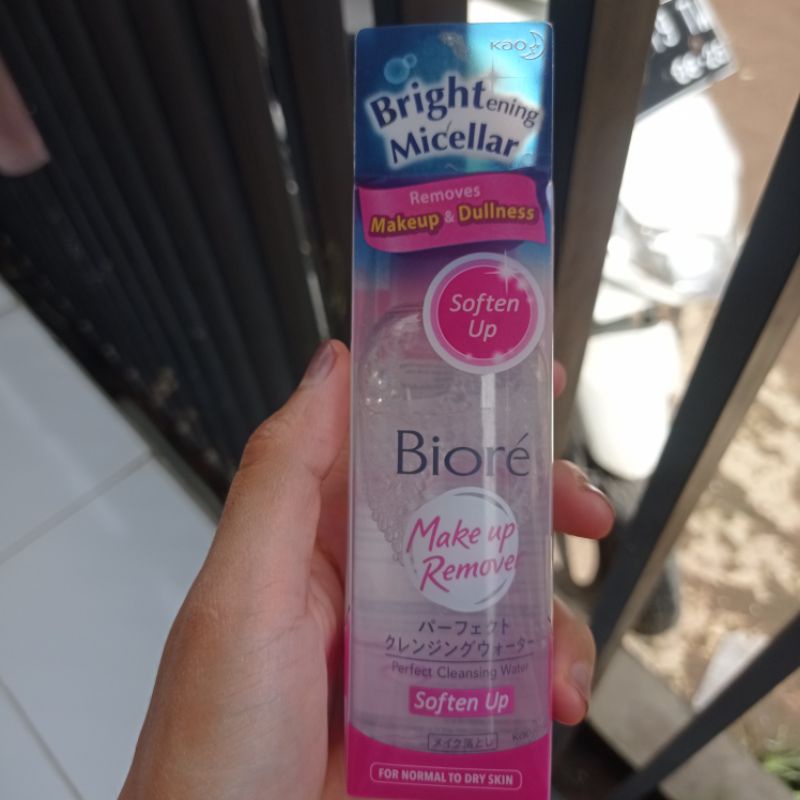 Kao
Brightening
Micellar
Removes
Makeup & Dullness
Soften
Up
Bioré
Make up
Remover
パーフェクト
クレンジングウォーター
Perfect Cleansing Water
Soften Up
メイク落とし
FOR NORMAL TO DRY SKIN